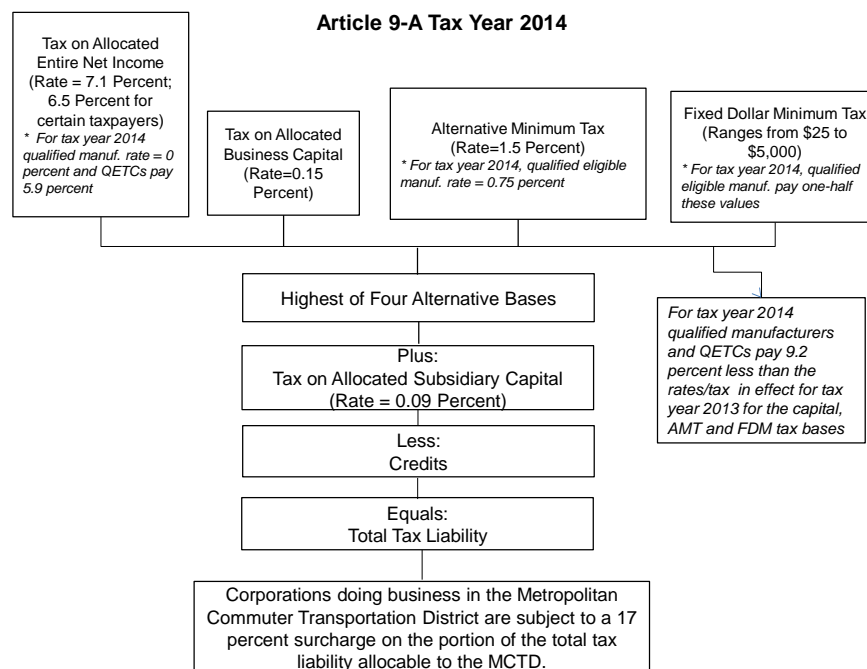 Article 9-A Tax Year 2014
Tax on Allocated
Entire Net Income
(Rate = 7.1 Percent;
6.5 Percent for
certain taxpayers)
* For tax year 2014
qualified manuf. rate = 0
percent and QETCs pay
5.9 percent
Tax on Allocated
Business Capital
(Rate=0.15
Percent)
Alternative Minimum Tax
(Rate=1.5 Percent)
* For tax year 2014, qualified eligible
manuf. rate = 0.75 percent
Fixed Dollar Minimum Tax
(Ranges from $25 to
$5,000)
* For tax year 2014, qualified
eligible manuf. pay one-half
these values
Highest of Four Alternative Bases
For tax year 2014
qualified manufacturers
and QETCs pay 9.2
percent less than the
rates/tax in effect for tax
year 2013 for the capital,
AMT and FDM tax bases
Plus:
Tax on Allocated Subsidiary Capital
(Rate = 0.09 Percent)
Less:
Credits
Equals:
Total Tax Liability
Corporations doing business in the Metropolitan
Commuter Transportation District are subject to a 17
percent surcharge on the portion of the total tax
liability allocable to the MCTD.